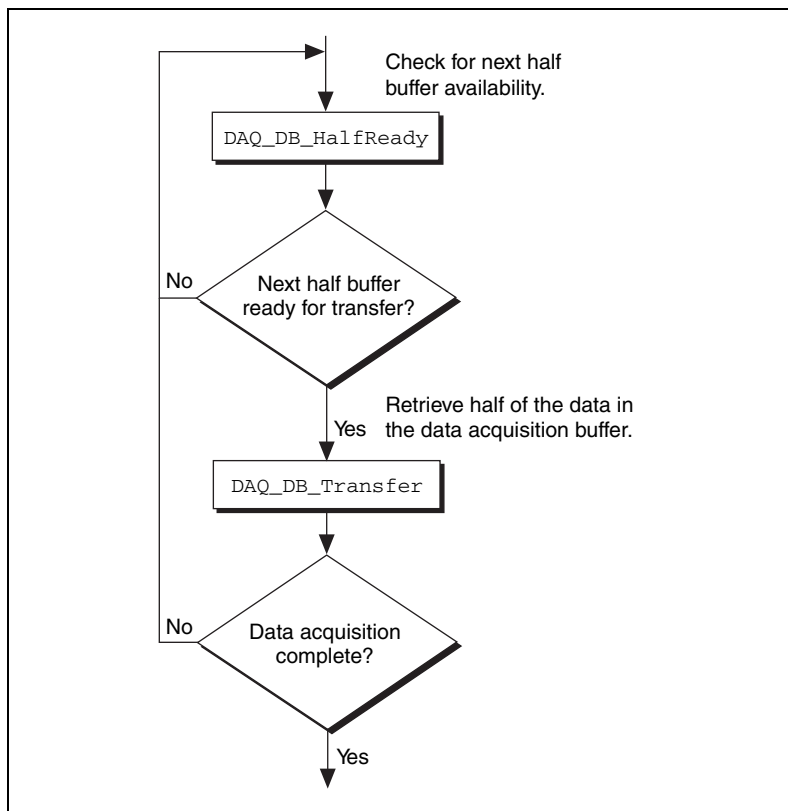 Check for next half
buffer availability.
DAQ_DB_HalfReady
No
Next half buffer
ready for transfer?
Retrieve half of the data in
the data acquisition buffer.
Yes
DAQ_DB_Transfer
No
Data acquisition
complete?
Yes